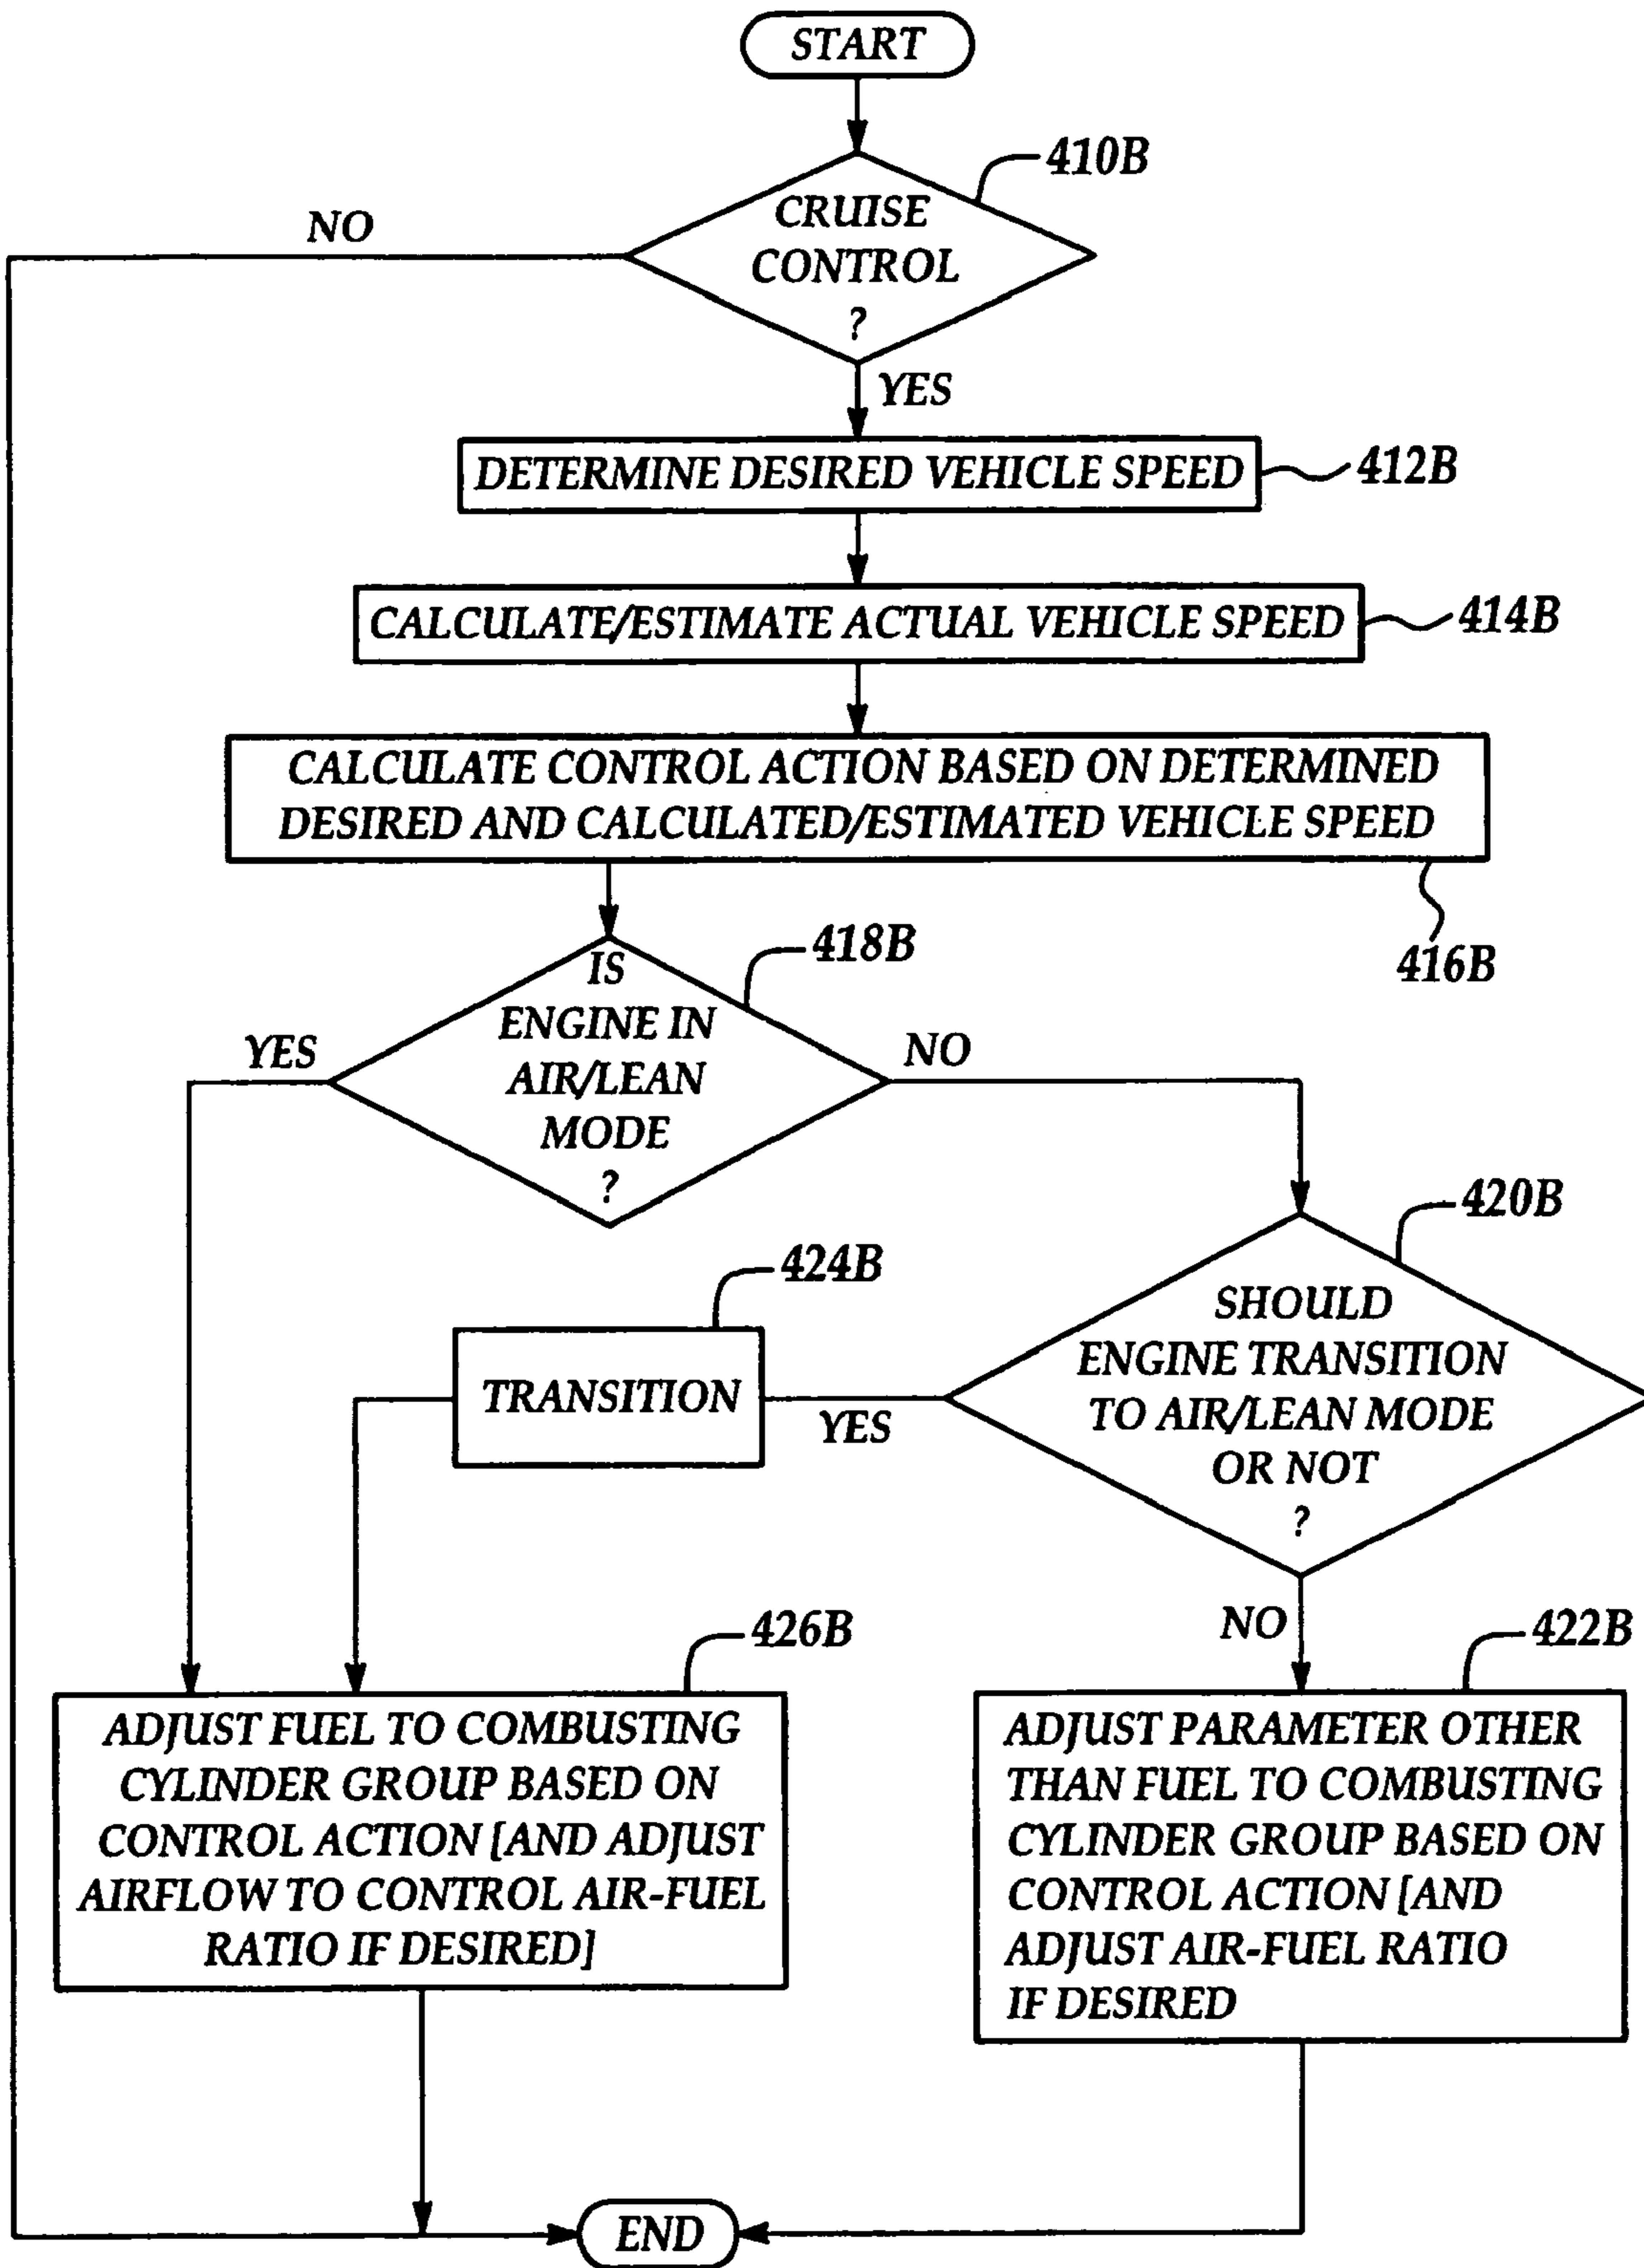 START
410B
CRUISE
CONTROL
?
NO
YES
DETERMINE DESIRED VEHICLE SPEED
412B
CALCULATE/ESTIMATE ACTUAL VEHICLE SPEED
414B
CALCULATE CONTROL ACTION BASED ON DETERMINED
DESIRED AND CALCULATED/ESTIMATED VEHICLE SPEED
416B
418B
IS
ENGINE IN
AIR/LEAN
MODE
?
YES
NO
420B
SHOULD
ENGINE TRANSITION
TO AIR/LEAN MODE
OR NOT
?
424B
TRANSITION
YES
NO
426B
ADJUST FUEL TO COMBUSTING
CYLINDER GROUP BASED ON
CONTROL ACTION [AND ADJUST
AIRFLOW TO CONTROL AIR-FUEL
RATIO IF DESIRED]
422B
ADJUST PARAMETER OTHER
THAN FUEL TO COMBUSTING
CYLINDER GROUP BASED ON
CONTROL ACTION [AND
ADJUST AIR-FUEL RATIO
IF DESIRED
END